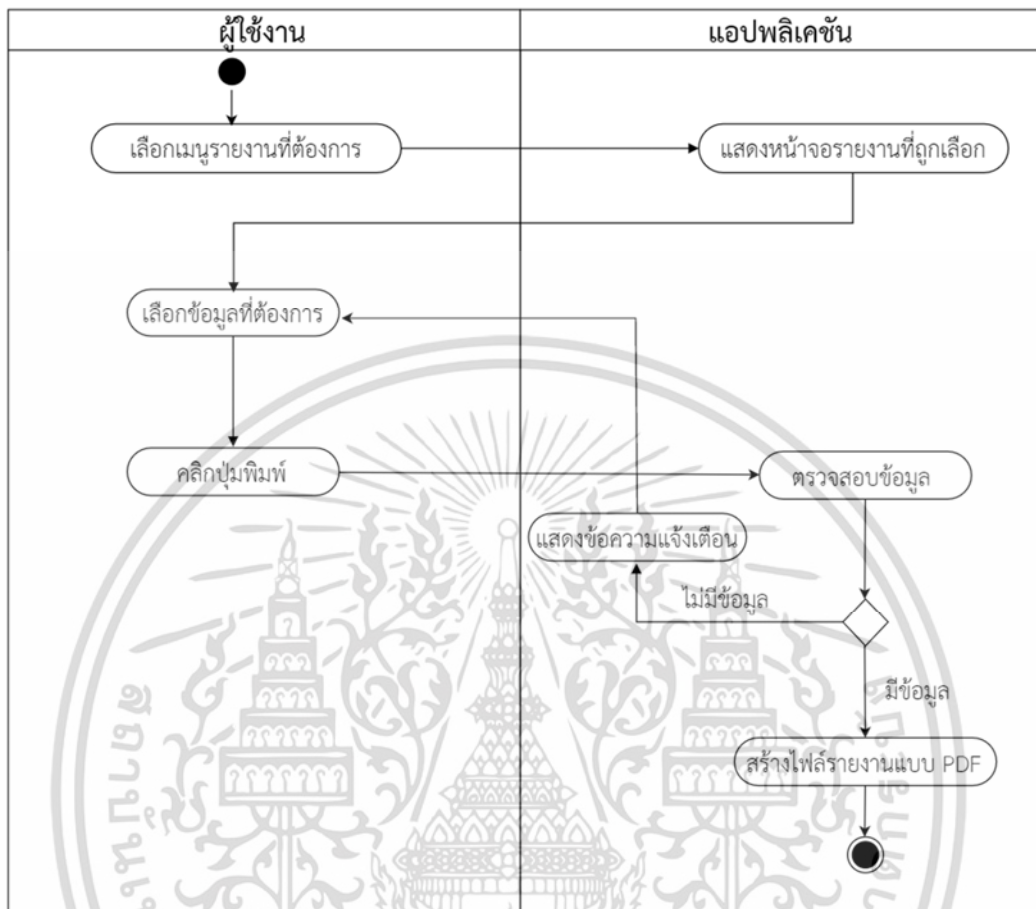 ผู้ใช้งาน
แอปพลิเคชัน
เลือกเมนูรายงานที่ต้องการ
แสดงหน้าจอรายงานที่ถูกเลือก
เลือกข้อมูลที่ต้องการ
คลิกปุ่มพิมพ์
ตรวจสอบข้อมูล
แสดงข้อความแจ้งเตือน
ไม่มีข้อมูล
มีข้อมูล
สร้างไฟล์รายงานแบบ PDF